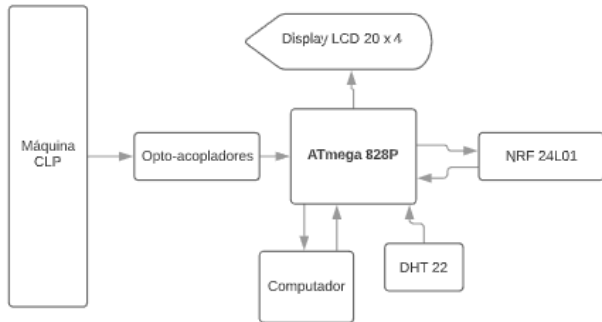 Display LCD 20 x 4
Máquina
CLP
Opto-acopladores
ATmega 828P
NRF 24L01
Computador
DHT 22